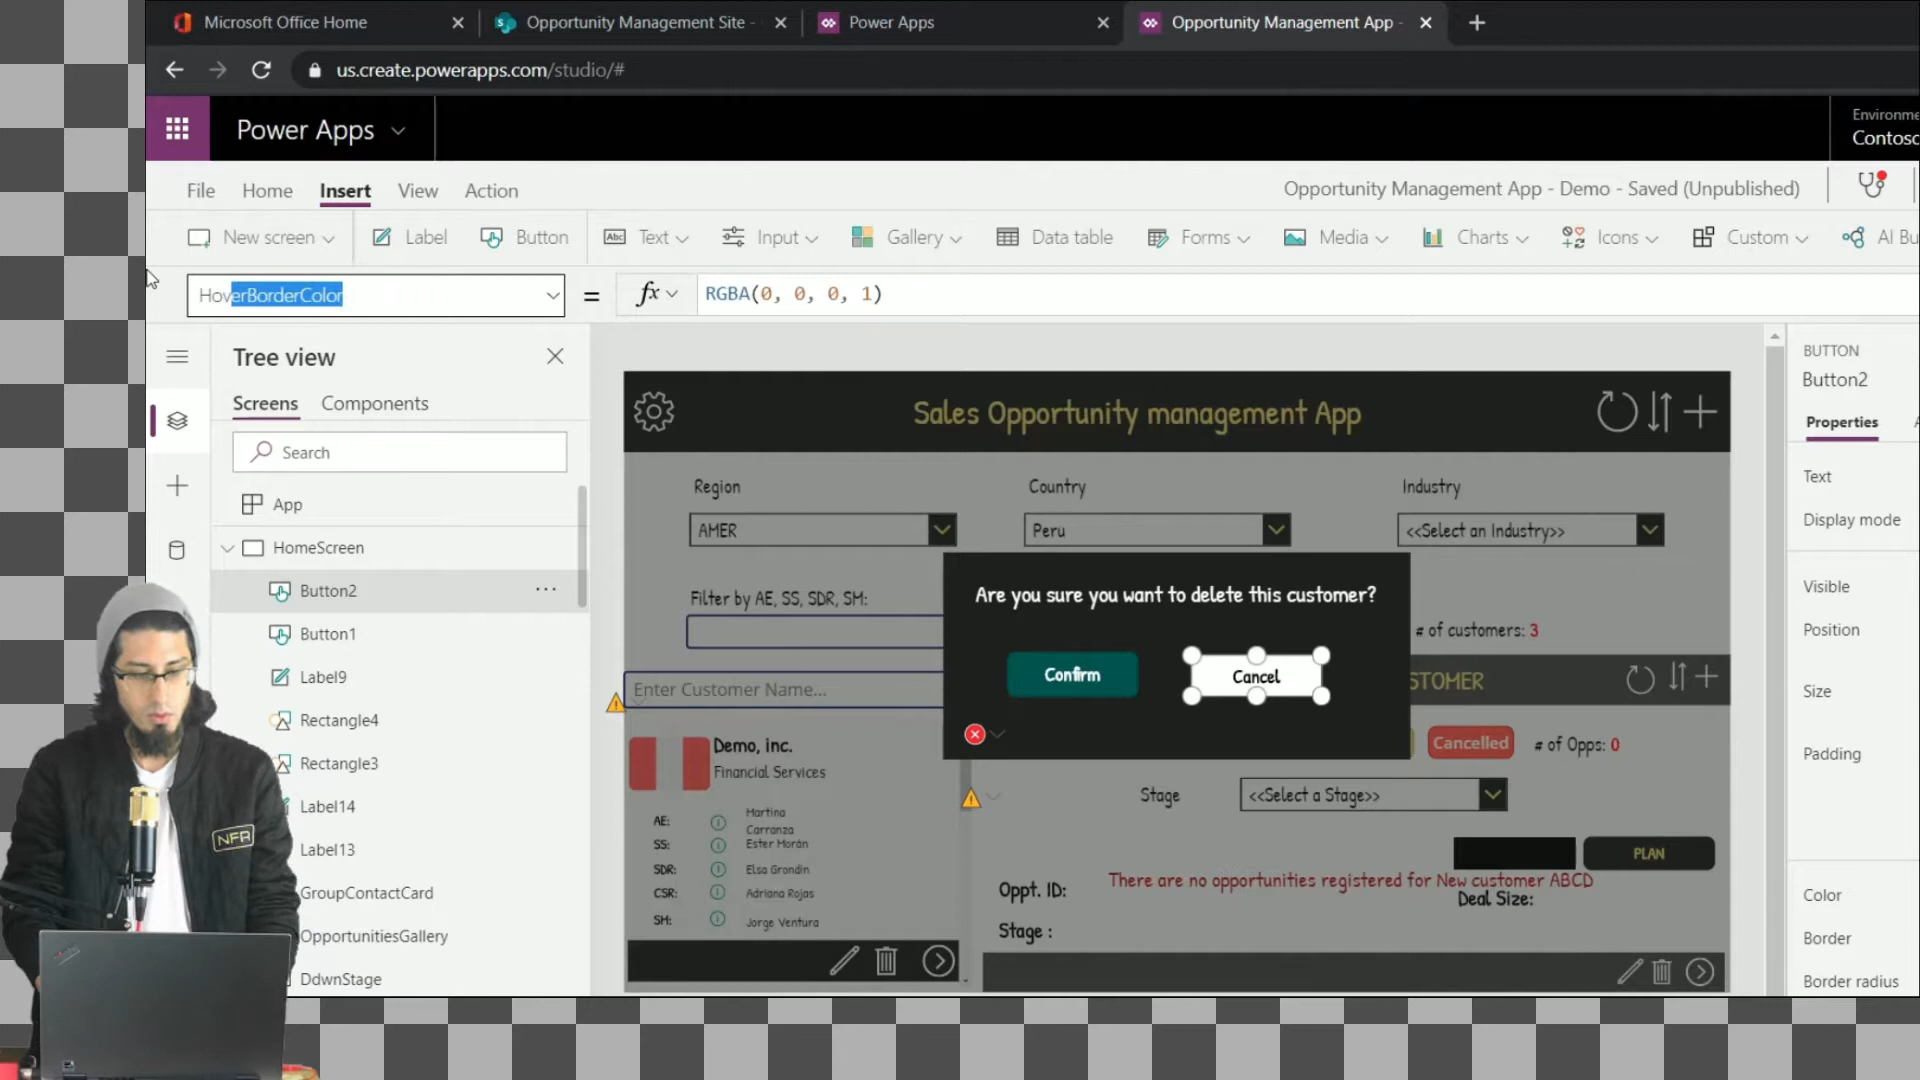 Microsoft Office Home
Opportunity Management Site -
Power Apps
Opportunity Management App -
us.create.powerapps.com/studio/#
Power Apps
Environme
Contoso
File
Home
Insert
View
Action
Opportunity Management App - Demo - Saved (Unpublished)
New screen
Label
Button
Text
Input
Gallery
Data table
Forms
Media
Charts
Icons
Custom
AI Bu
HoverBorderColor
=
fx
RGBA(0, 0, 0, 1)
Tree view
Screens
Components
Search
App
HomeScreen
Button2
Button1
Label9
Rectangle4
Rectangle3
Label14
Label13
GroupContactCard
OpportunitiesGallery
DdwnStage
Sales Opportunity management App
Region
Country
Industry
AMER
Peru
<<Select an Industry>>
Filter by AE, SS, SDR, SM:
# of customers: 3
Enter Customer Name...
STOMER
Are you sure you want to delete this customer?
Confirm
Cancel
Demo, inc.
Financial Services
Cancelled
# of Opps: 0
AE:
Martina Carranza
SS:
Ester Morán
SDR:
Elsa Grondin
CSR:
Adriana Rojas
SM:
Jorge Ventura
Stage
<<Select a Stage>>
PLAN
There are no opportunities registered for New customer ABCD
Oppt. ID:
Deal Size:
Stage :
BUTTON
Button2
Properties
Text
Display mode
Visible
Position
Size
Padding
Color
Border
Border radius
NFR